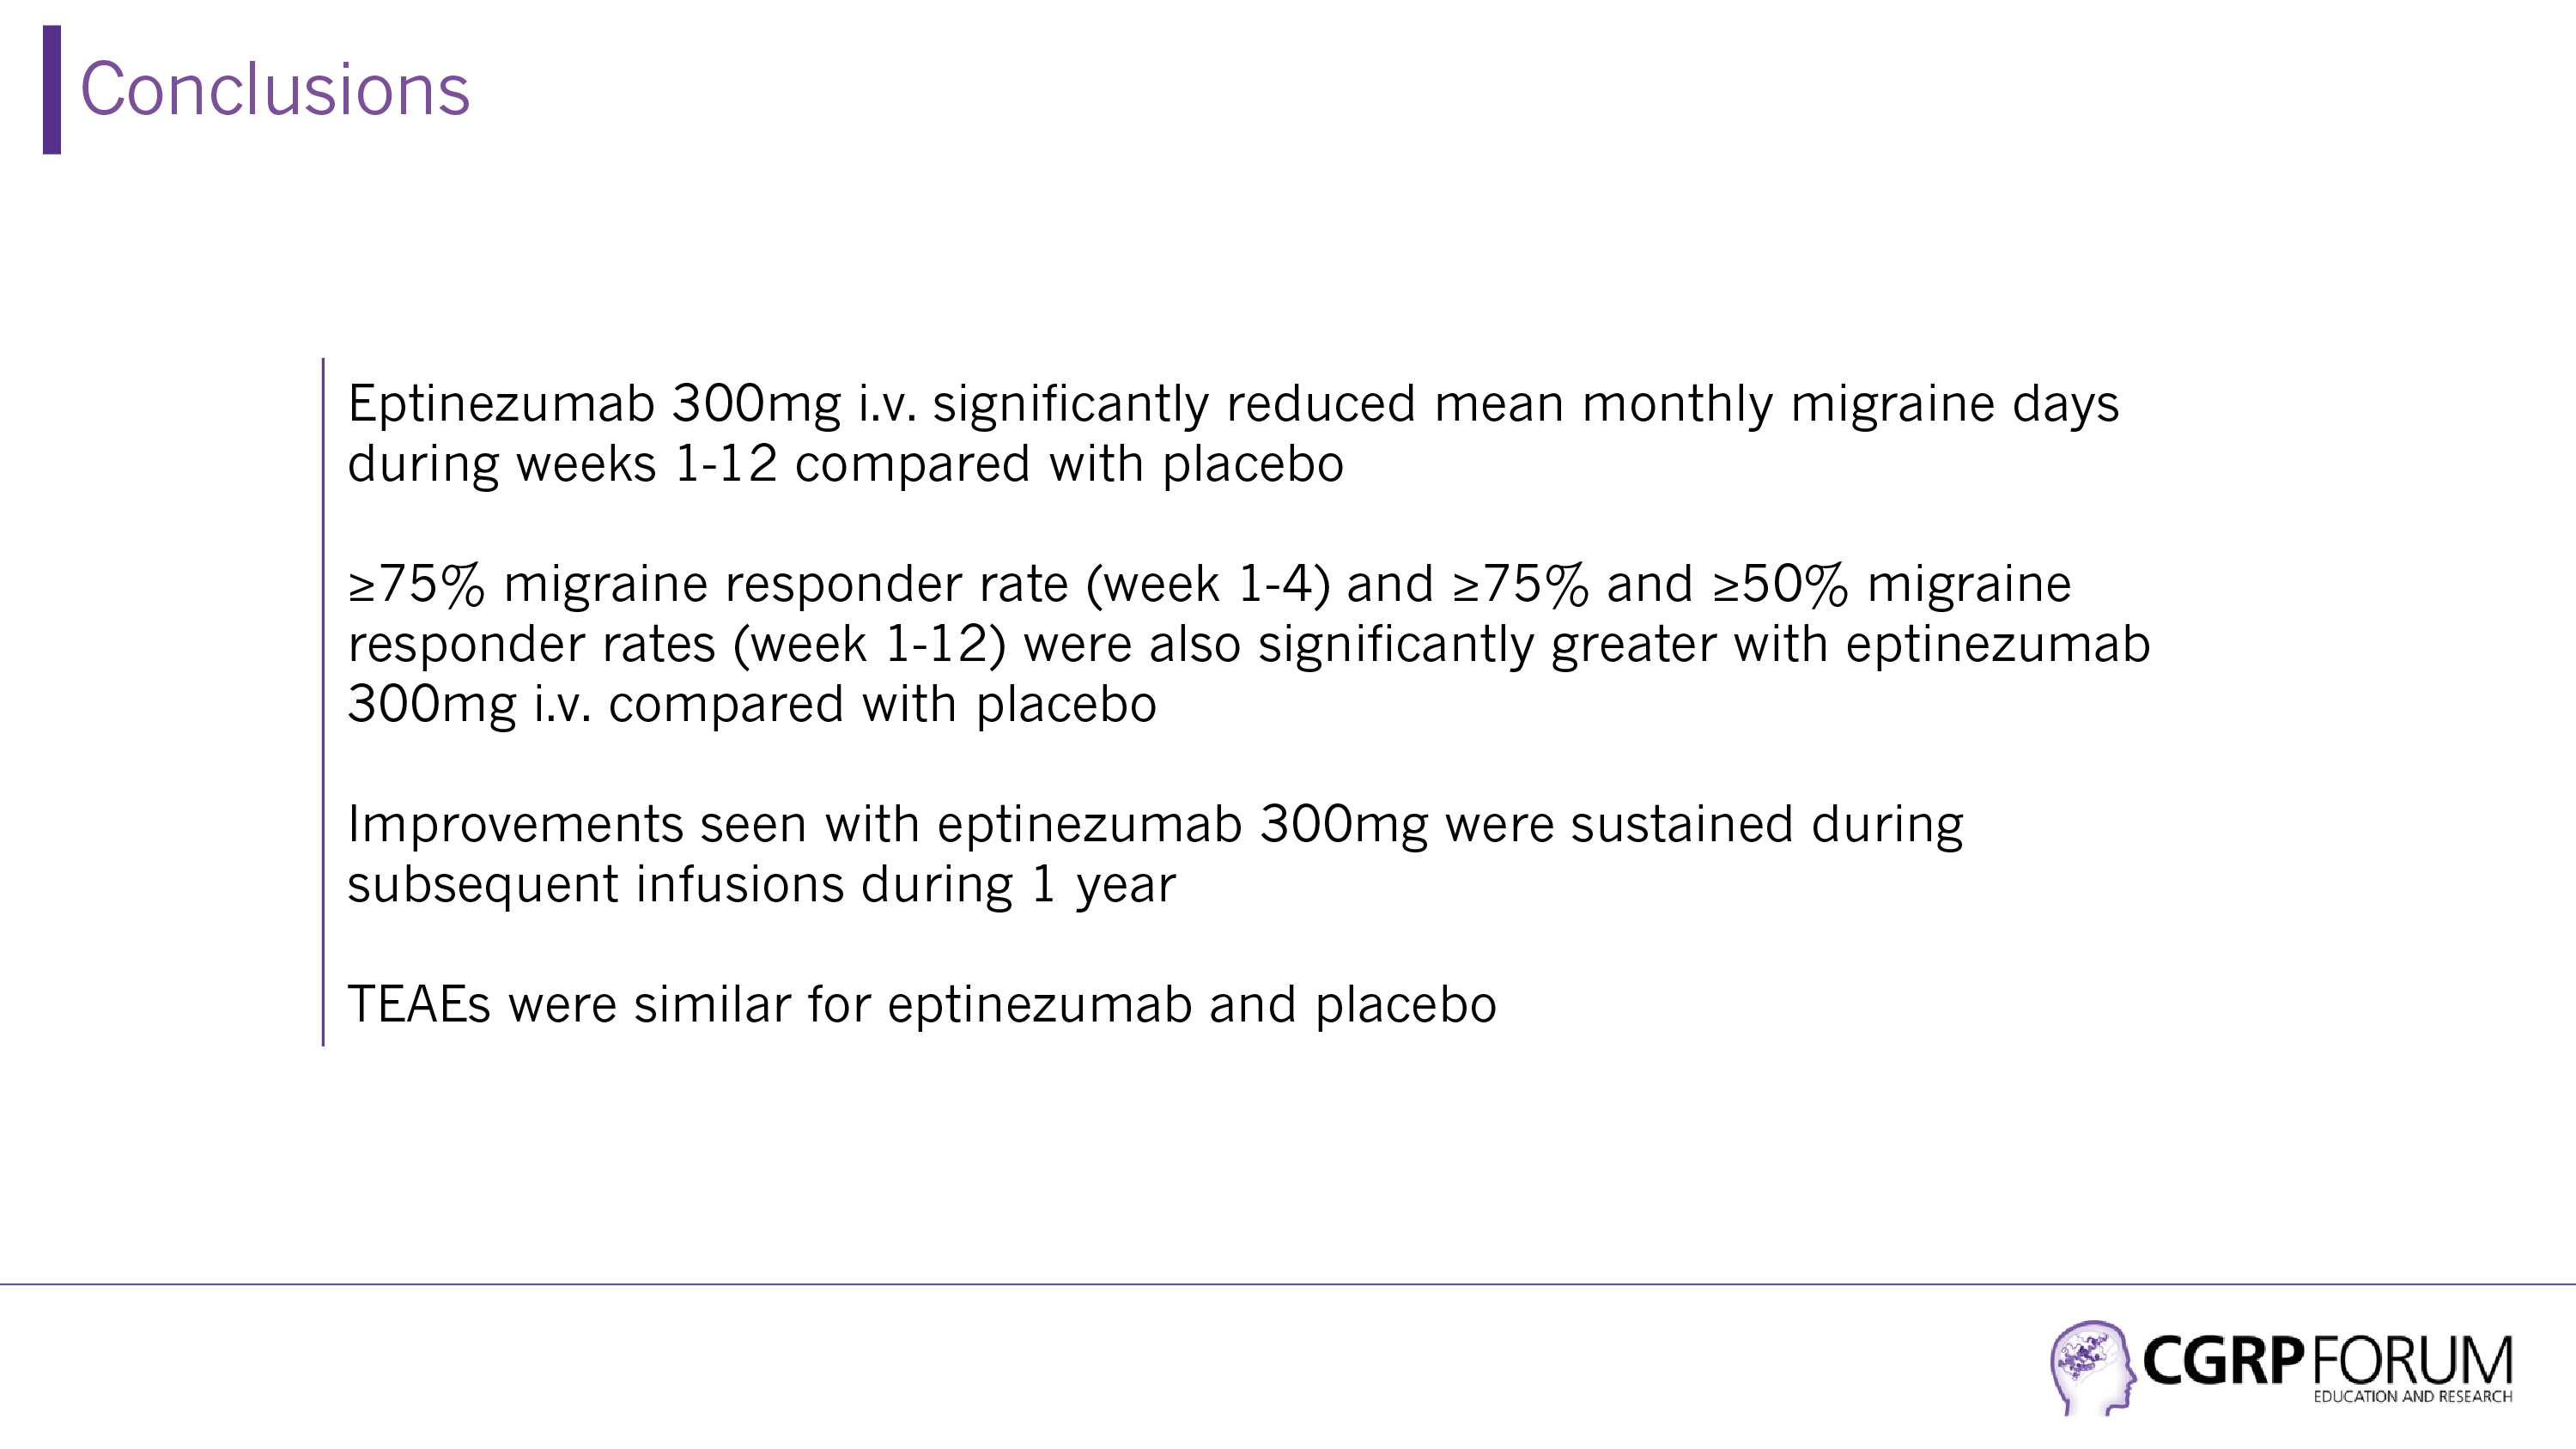 Conclusions
Eptinezumab 300mg i.v. significantly reduced mean monthly migraine days
during weeks 1-12 compared with placebo
≥75% migraine responder rate (week 1-4) and ≥75% and ≥50% migraine
responder rates (week 1-12) were also significantly greater with eptinezumab
300mg i.v. compared with placebo
Improvements seen with eptinezumab 300mg were sustained during
subsequent infusions during 1 year
TEAEs were similar for eptinezumab and placebo
CGRP FORUM
EDUCATION AND RESEARCH